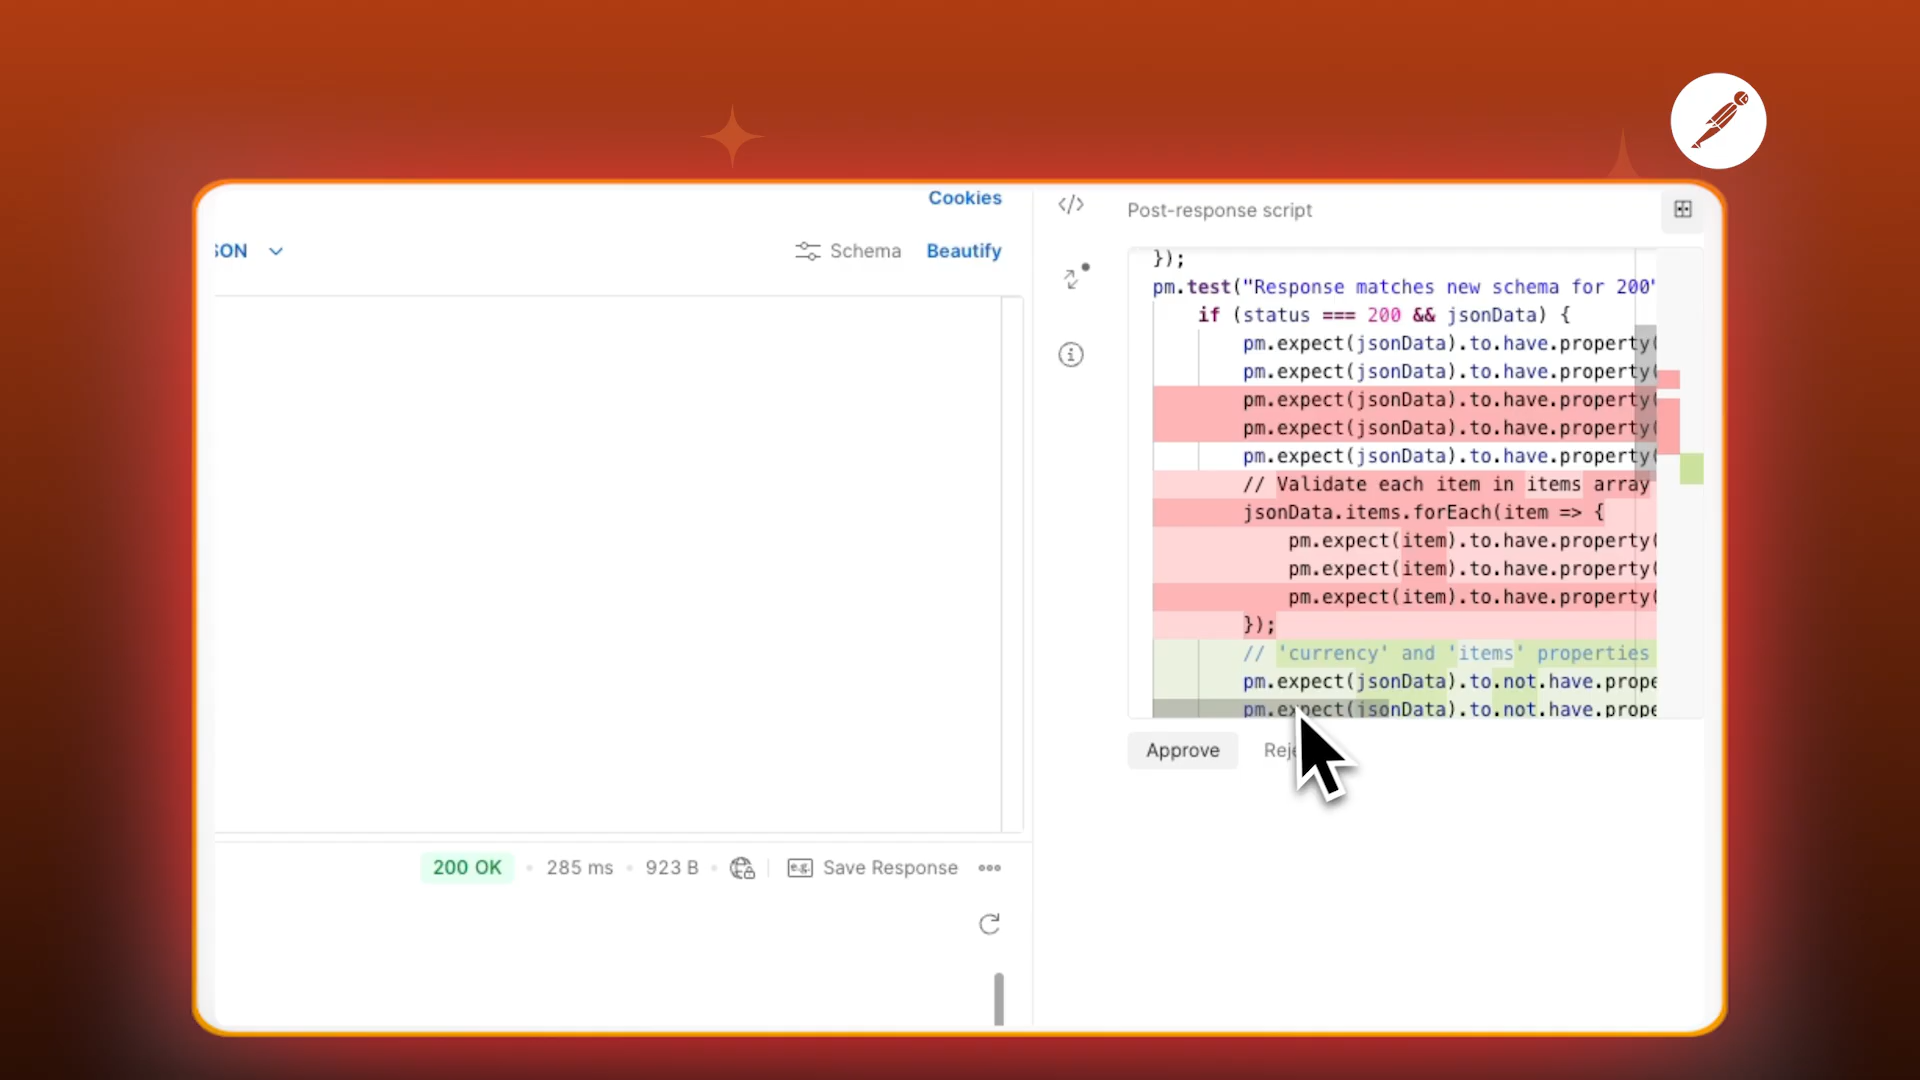 Cookies
SON
Schema
Beautify
200 OK
285 ms
923 B
e.g.
Save Response
Post-response script
});
pm.test("Response matches new schema for 200"
if (status === 200 && jsonData) {
pm.expect(jsonData).to.have.property(
pm.expect(jsonData).to.have.property(
pm.expect(jsonData).to.have.property(
pm.expect(jsonData).to.have.property(
pm.expect(jsonData).to.have.property(
// Validate each item in items array
jsonData.items.forEach(item => {
pm.expect(item).to.have.property(
pm.expect(item).to.have.property(
pm.expect(item).to.have.property(
});
// 'currency' and 'items' properties
pm.expect(jsonData).to.not.have.prope
pm.expect(jsonData).to.not.have.prope
Approve
Reje